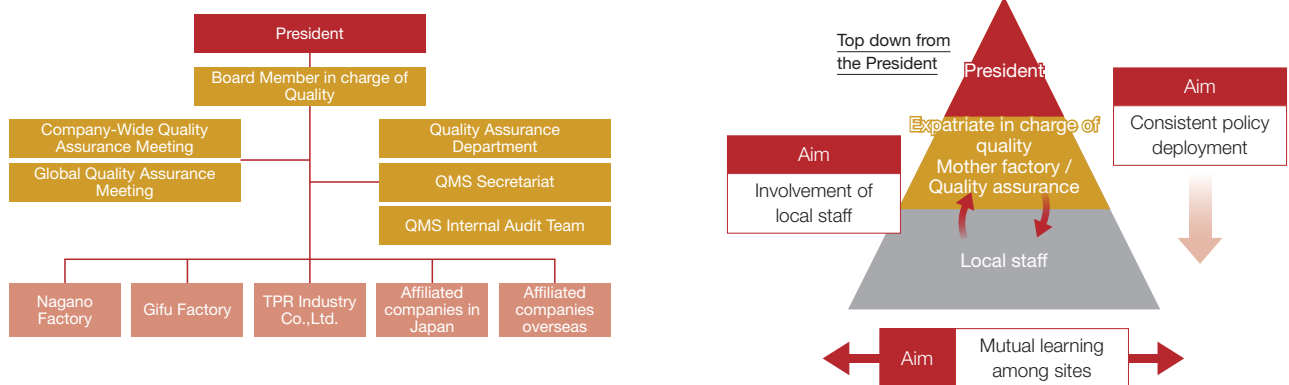 President
Board Member in charge of
Quality
Company-Wide Quality
Assurance Meeting
Global Quality Assurance
Meeting
Quality Assurance
Department
QMS Secretariat
QMS Internal Audit Team
Nagano
Factory
Gifu Factory
TPR Industry
Co.,Ltd.
Affiliated
companies in
Japan
Affiliated
companies
overseas
Top down from
the President
President
Expatriate in charge of
quality
Mother factory /
Quality assurance
Local staff
Aim
Involvement of
local staff
Aim
Consistent policy
deployment
Aim
Mutual learning
among sites